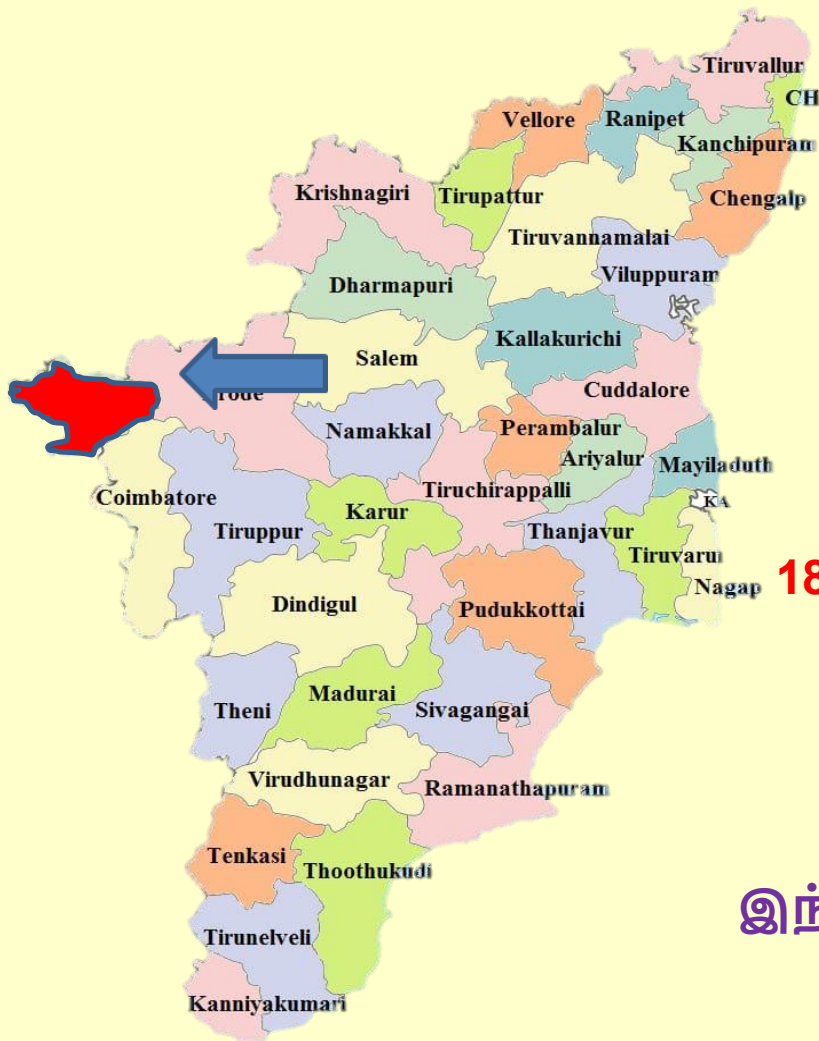 Tiruvallur
CH
Vellore
Ranipet
Kanchipuram
Krishnagiri
Tirupattur
Chengalp
Tiruvannamalai
Viluppuram
Dharmapuri
Kallakurichi
Salem
Cuddalore
Namakkal
Perambalur
Ariyalur
Mayiladuth
Coimbatore
Tiruchirappalli
Karur
KA
Tiruppur
Thanjavur
Tiruvaru
18
Nagap
Dindigul
Pudukkottai
Madurai
Theni
Sivagangai
Virudhunagar
Ramanathapuram
Tenkasi
Thoothukudi
இந்
Tirunelveli
Kanniyakumari